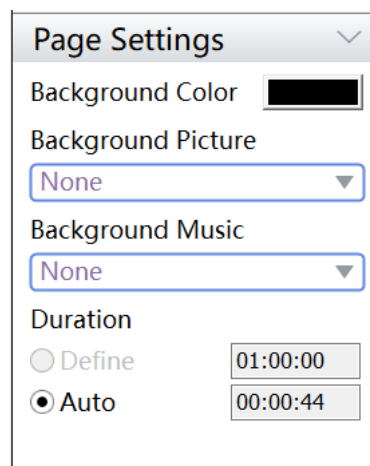 Page Settings
Background Color
Background Picture
None
Background Music
None
Duration
Define 01:00:00
Auto 00:00:44